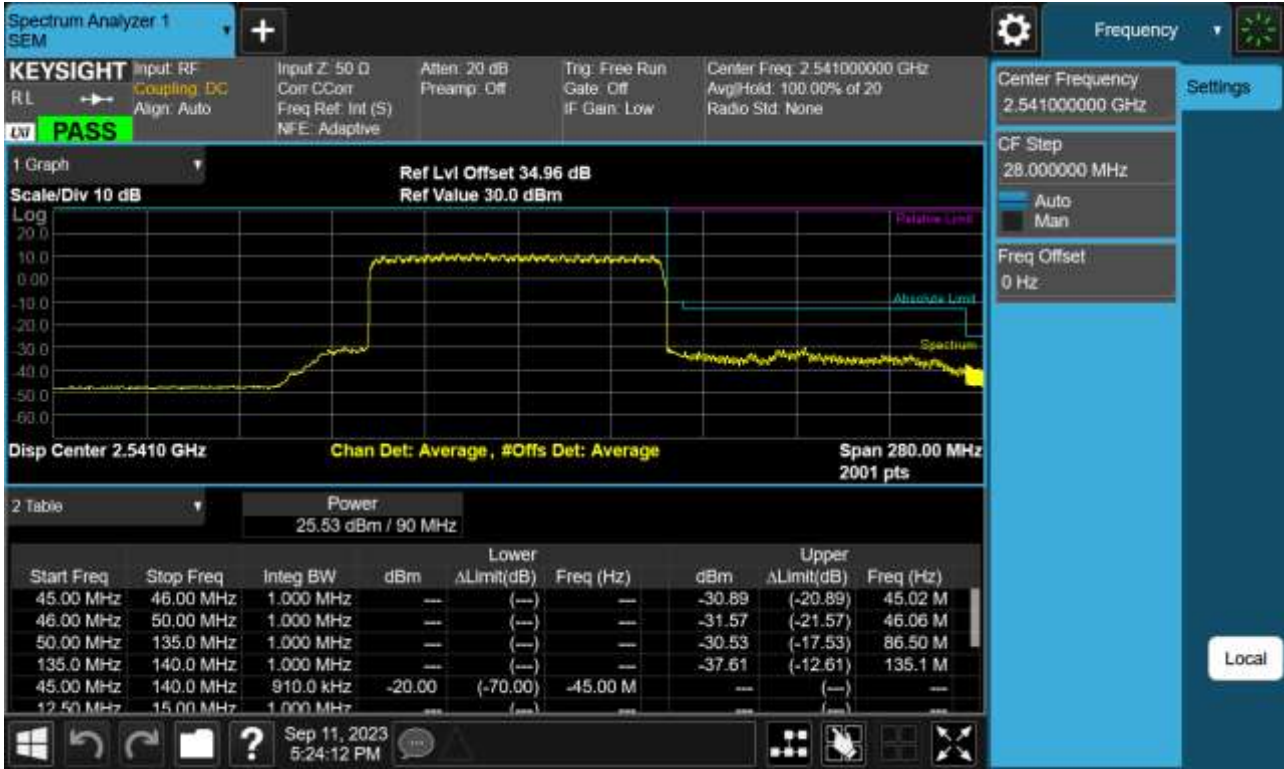 Spectrum Analyzer 1
SEM
+
Frequency
KEYSIGHT
RL
LXI
PASS
Input: RF
Coupling: DC
Align: Auto
Input Z: 50 Ω
Corr CCorr
Freq Ref: Int (S)
NFE: Adaptive
Atten: 20 dB
Preamp: Off
Trig: Free Run
Gate: Off
IF Gain: Low
Center Freq: 2.541000000 GHz
Avg|Hold: 100.00% of 20
Radio Std: None
Center Frequency
2.541000000 GHz
Settings
CF Step
28.000000 MHz
Auto
Man
Freq Offset
0 Hz
Local
1 Graph
Scale/Div 10 dB
Ref Lvl Offset 34.96 dB
Ref Value 30.0 dBm
Log
20.0
10.0
0.00
-10.0
-20.0
-30.0
-40.0
-50.0
-60.0
Relative Limit
Absolute Limit
Spectrum
Disp Center 2.5410 GHz
Chan Det: Average, #Offs Det: Average
Span 280.00 MHz
2001 pts
2 Table
Power
25.53 dBm / 90 MHz
Lower Upper
Start Freq Stop Freq Integ BW dBm ΔLimit(dB) Freq (Hz) dBm ΔLimit(dB) Freq (Hz)
45.00 MHz 46.00 MHz 1.000 MHz --- (---) --- -30.89 (-20.89) 45.02 M
46.00 MHz 50.00 MHz 1.000 MHz --- (---) --- -31.57 (-21.57) 46.06 M
50.00 MHz 135.0 MHz 1.000 MHz --- (---) --- -30.53 (-17.53) 86.50 M
135.0 MHz 140.0 MHz 1.000 MHz --- (---) --- -37.61 (-12.61) 135.1 M
45.00 MHz 140.0 MHz 910.0 kHz -20.00 (-70.00) -45.00 M --- (---) ---
12.50 MHz 15.00 MHz 1.000 MHz --- (---) --- --- (---) ---
?
Sep 11, 2023
5:24:12 PM